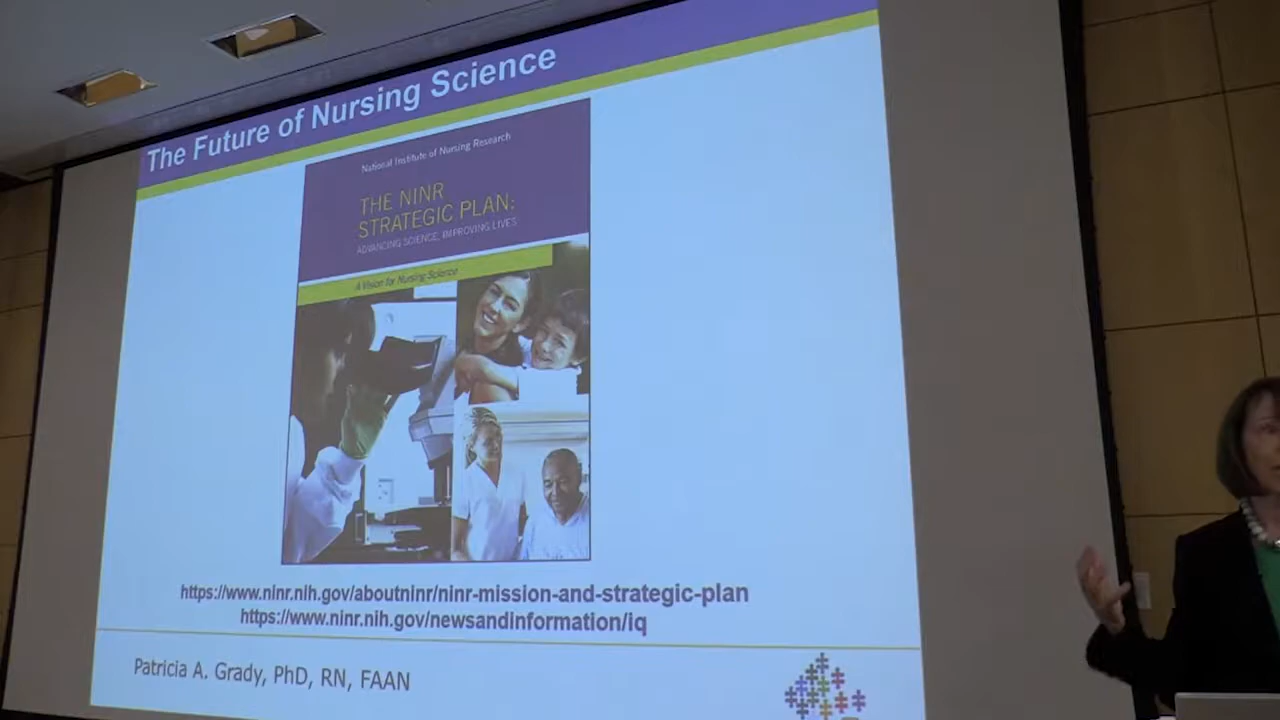 The Future of Nursing Science
National Institute of Nursing Research
THE NINR
STRATEGIC PLAN:
ADVANCING SCIENCE, IMPROVING LIVES
A Vision for Nursing Science
https://www.ninr.nih.gov/aboutninr/ninr-mission-and-strategic-plan
https://www.ninr.nih.gov/newsandinformation/iq
Patricia A. Grady, PhD, RN, FAAN